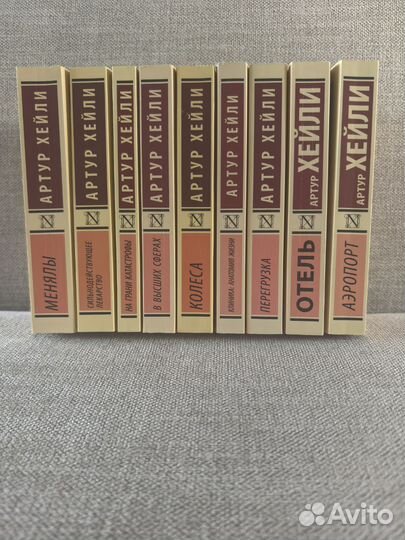 АРТУР ХЕЙЛИ
МЕНЯЛЫ
АРТУР ХЕЙЛИ
СИЛЬНОДЕЙСТВУЮЩЕЕ
ЛЕКАРСТВО
АРТУР ХЕЙЛИ
НА ГРАНИ КАТАСТРОФЫ
АРТУР ХЕЙЛИ
В ВЫСШИХ СФЕРАХ
АРТУР ХЕЙЛИ
КОЛЕСА
АРТУР ХЕЙЛИ
КЛИНИКА: АНАТОМИЯ ЖИЗНИ
АРТУР ХЕЙЛИ
ПЕРЕГРУЗКА
АРТУР
ХЕЙЛИ
ОТЕЛЬ
АРТУР
ХЕЙЛИ
АЭРОПОРТ
Avito